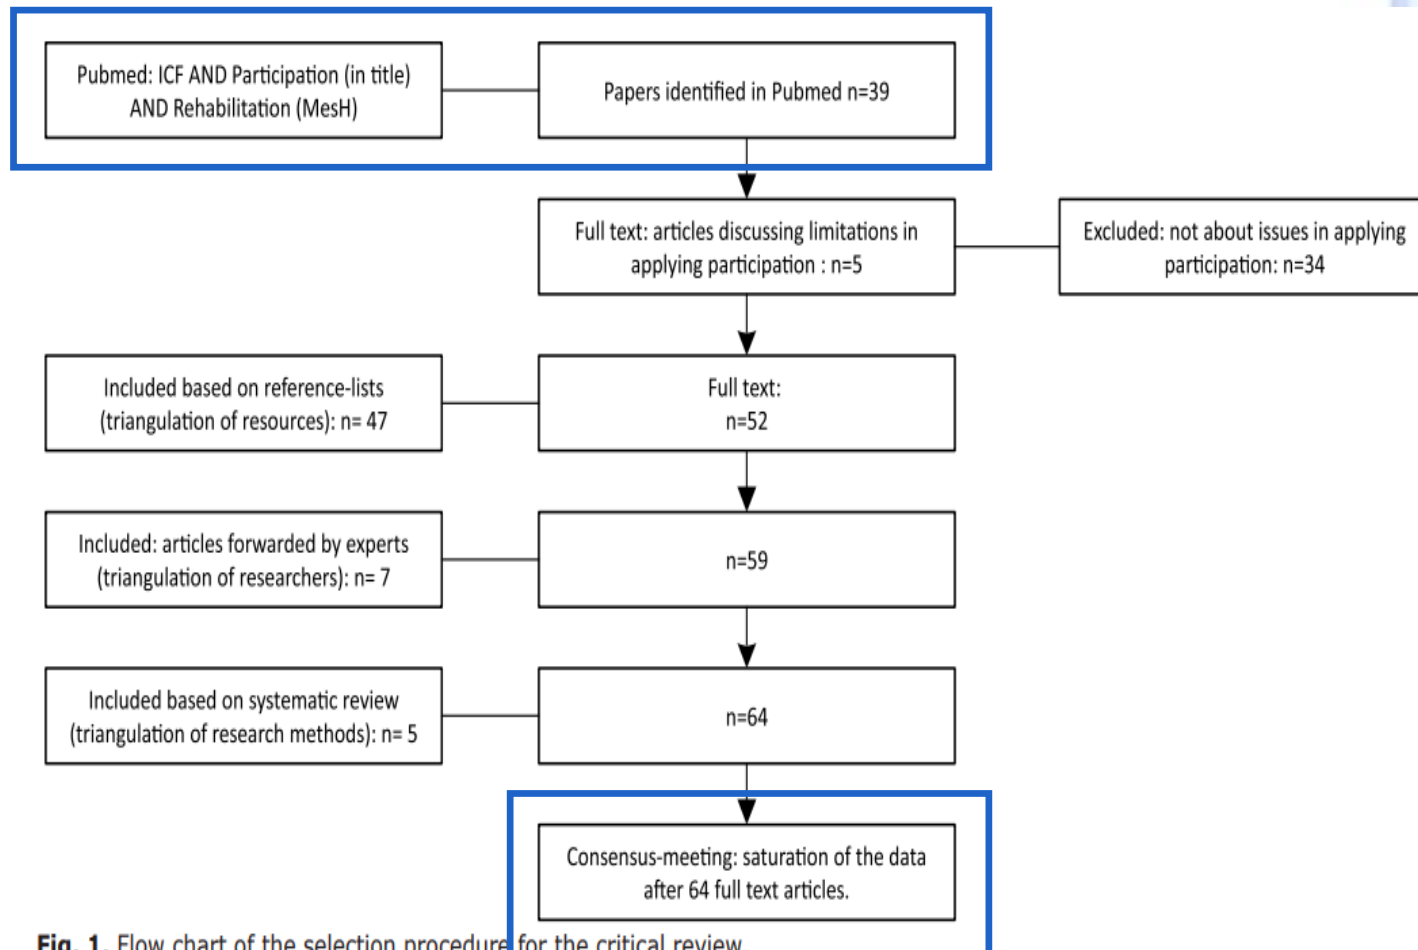 Pubmed: ICF AND Participation (in title)
AND Rehabilitation (MesH)
Papers identified in Pubmed n=39
Full text: articles discussing limitations in
applying participation : n=5
Excluded: not about issues in applying
participation: n=34
Included based on reference-lists
(triangulation of resources): n= 47
Full text:
n=52
Included: articles forwarded by experts
(triangulation of researchers): n= 7
n=59
Included based on systematic review
(triangulation of research methods): n= 5
n=64
Consensus-meeting: saturation of the data
after 64 full text articles.
Fig. 1. Flow chart of the selection procedure for the critical review